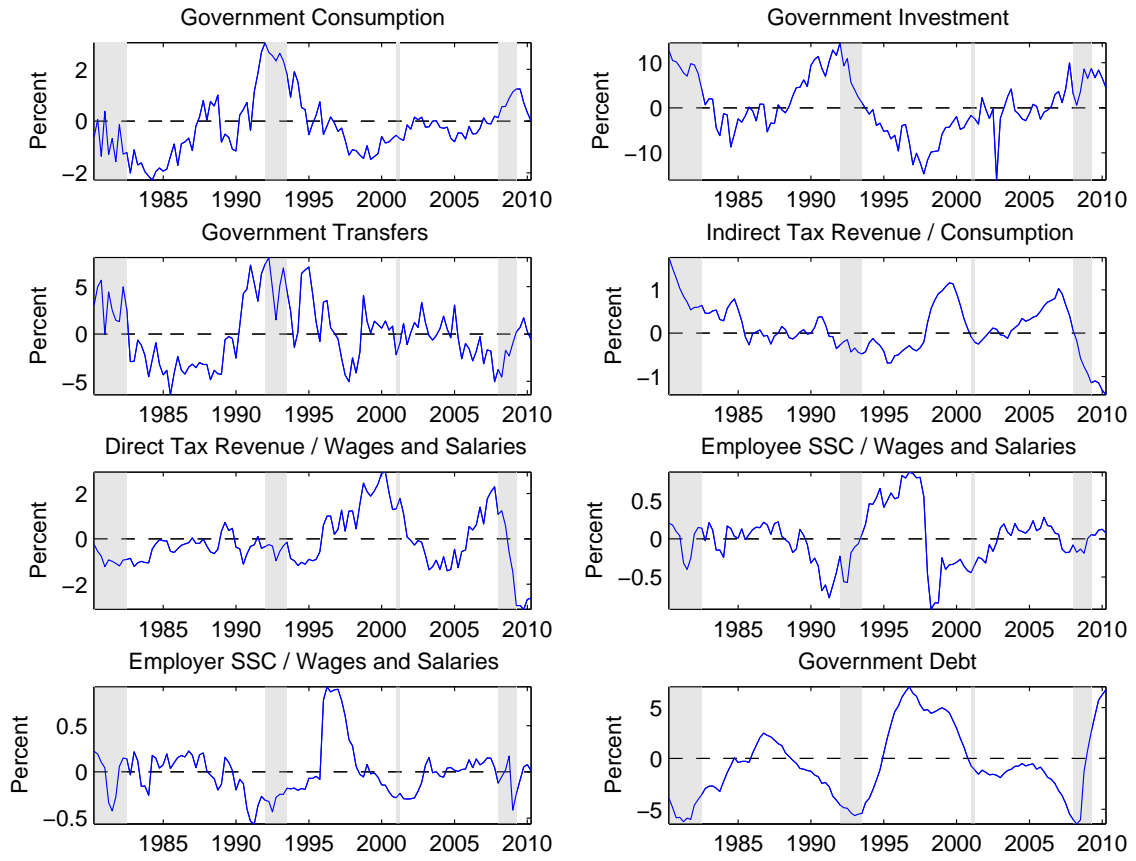 Government Consumption
Percent
2
0
−2
1985 1990 1995 2000 2005 2010
Government Investment
Percent
10
0
−10
1985 1990 1995 2000 2005 2010
Government Transfers
Percent
5
0
−5
1985 1990 1995 2000 2005 2010
Indirect Tax Revenue / Consumption
Percent
1
0
−1
1985 1990 1995 2000 2005 2010
Direct Tax Revenue / Wages and Salaries
Percent
2
0
−2
1985 1990 1995 2000 2005 2010
Employee SSC / Wages and Salaries
Percent
0.5
0
−0.5
1985 1990 1995 2000 2005 2010
Employer SSC / Wages and Salaries
Percent
0.5
0
−0.5
1985 1990 1995 2000 2005 2010
Government Debt
Percent
5
0
−5
1985 1990 1995 2000 2005 2010